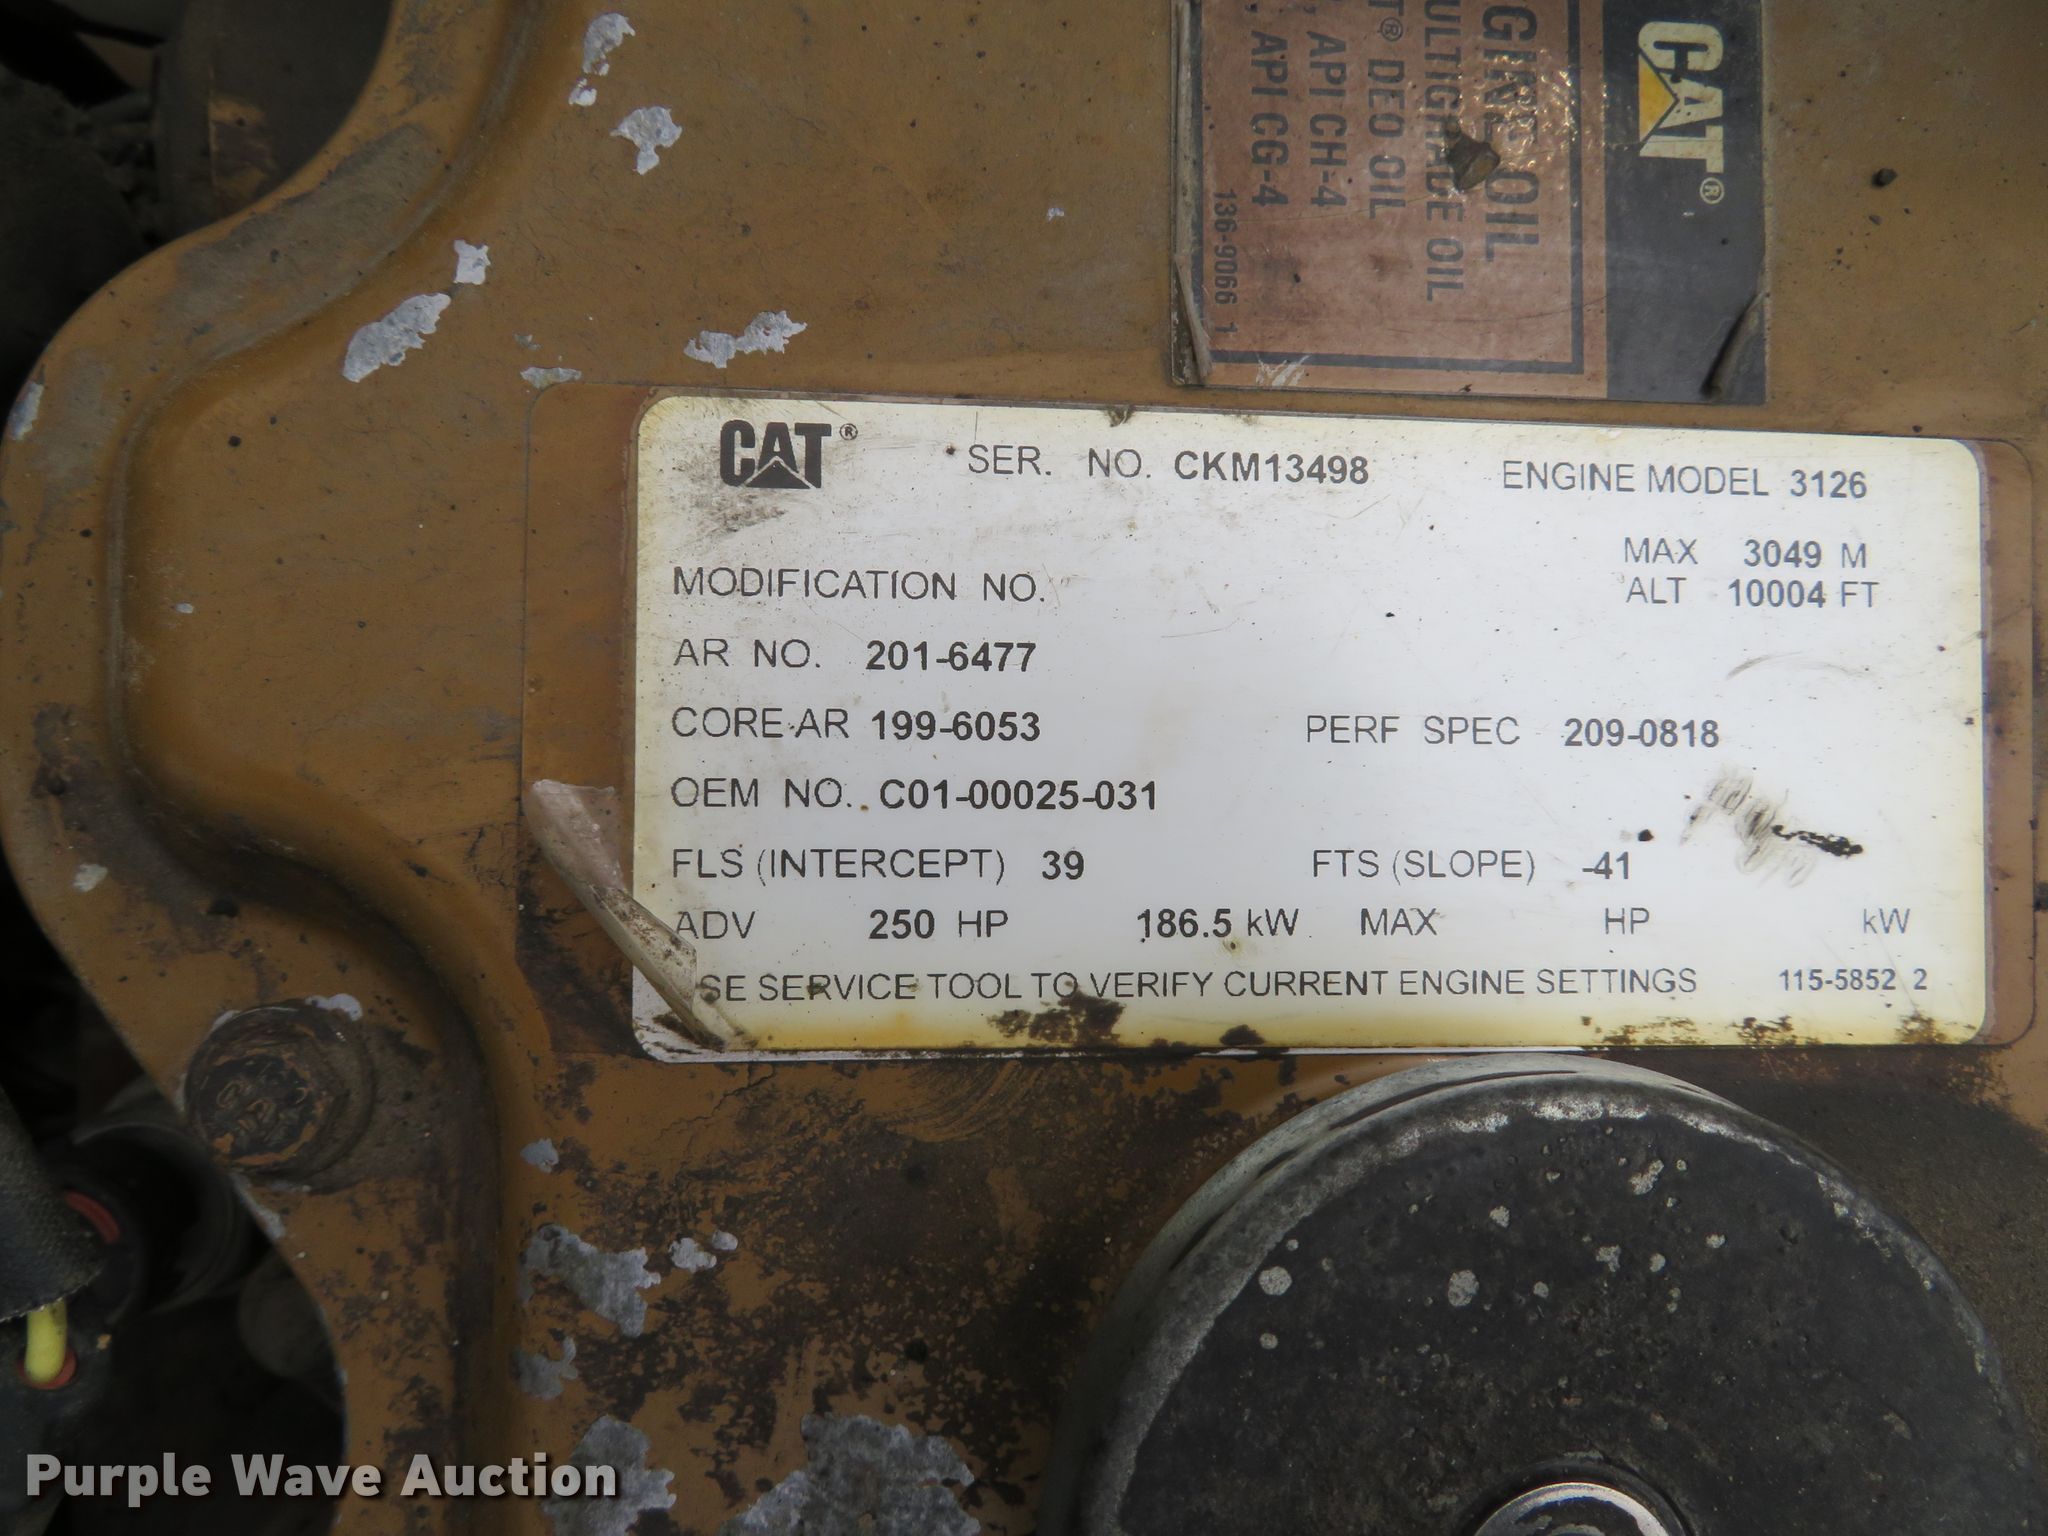 CAT®
GINE OIL
ULTIGRADE OIL
T® DEO OIL
, API CH-4
, API CG-4
136-9066 1
CAT® SER. NO. CKM13498 ENGINE MODEL 3126
MAX 3049 M
ALT 10004 FT
MODIFICATION NO.
AR NO. 201-6477
CORE AR 199-6053 PERF SPEC 209-0818
OEM NO. C01-00025-031
FLS (INTERCEPT) 39 FTS (SLOPE) -41
ADV 250 HP 186.5 kW MAX HP kW
SE SERVICE TOOL TO VERIFY CURRENT ENGINE SETTINGS 115-5852 2
Purple Wave Auction